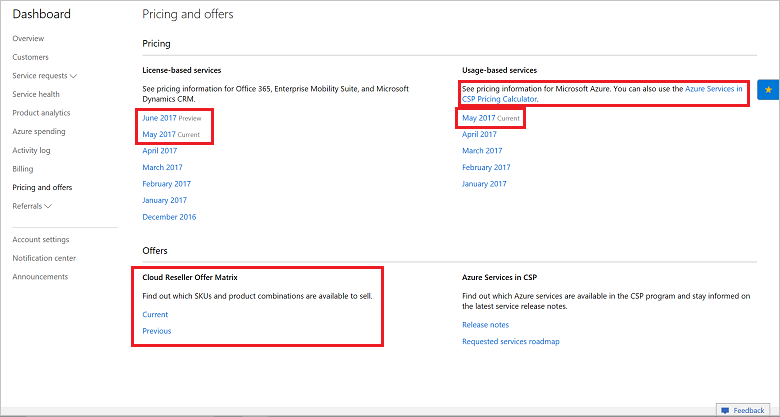 Dashboard
Overview
Customers
Service requests
Service health
Product analytics
Azure spending
Activity log
Billing
Pricing and offers
Referrals
Account settings
Notification center
Announcements
Pricing and offers
Pricing
License-based services
See pricing information for Office 365, Enterprise Mobility Suite, and Microsoft
Dynamics CRM.
June 2017 Preview
May 2017 Current
April 2017
March 2017
February 2017
January 2017
December 2016
Usage-based services
See pricing information for Microsoft Azure. You can also use the Azure Services in
CSP Pricing Calculator.
May 2017 Current
April 2017
March 2017
February 2017
January 2017
Offers
Cloud Reseller Offer Matrix
Find out which SKUs and product combinations are available to sell.
Current
Previous
Azure Services in CSP
Find out which Azure services are available in the CSP program and stay informed on
the latest service release notes.
Release notes
Requested services roadmap
Feedback